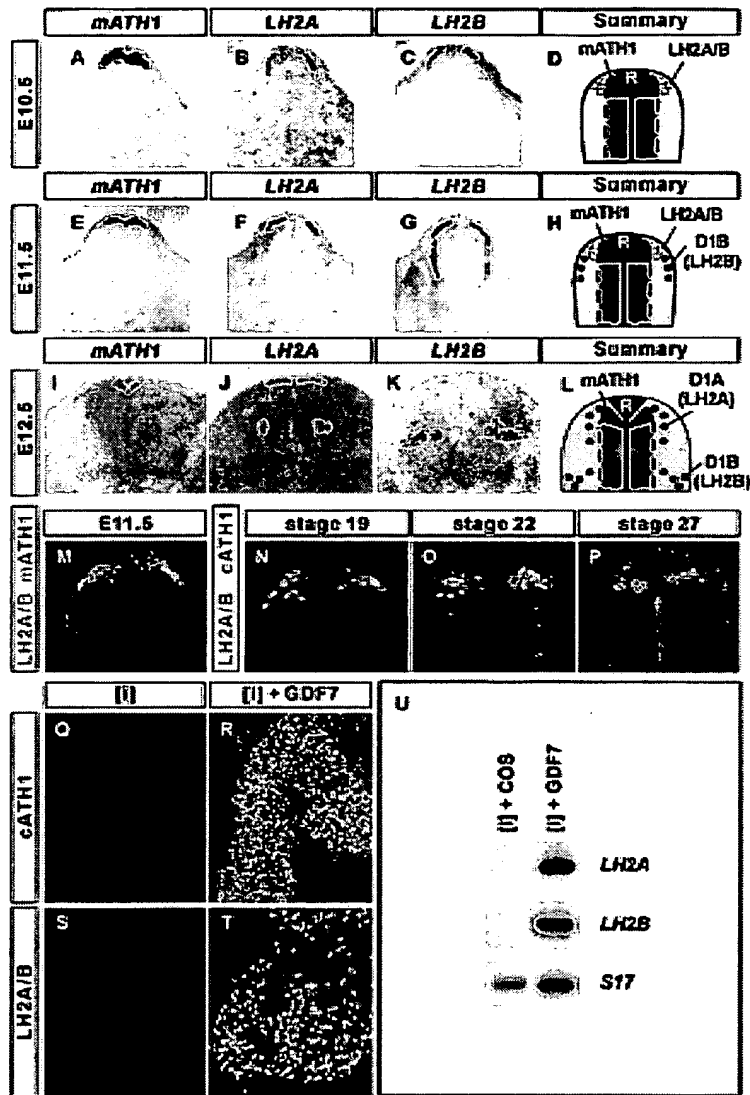 mATH1 LH2A LH2B Summary
E10.5
A B C D
mATH1 LH2A/B
R
mATH1 LH2A LH2B Summary
E11.5
E F G H
mATH1 LH2A/B
R
D1B
(LH2B)
mATH1 LH2A LH2B Summary
E12.5
I J K L
mATH1 D1A
(LH2A)
R
D1B
(LH2B)
E11.5 stage 19 stage 22 stage 27
LH2A/B mATH1
LH2A/B cATH1
M N O P
[i] [i] + GDF7
cATH1
Q R
LH2A/B
S T
U
[i] + COS
[i] + GDF7
LH2A
LH2B
S17